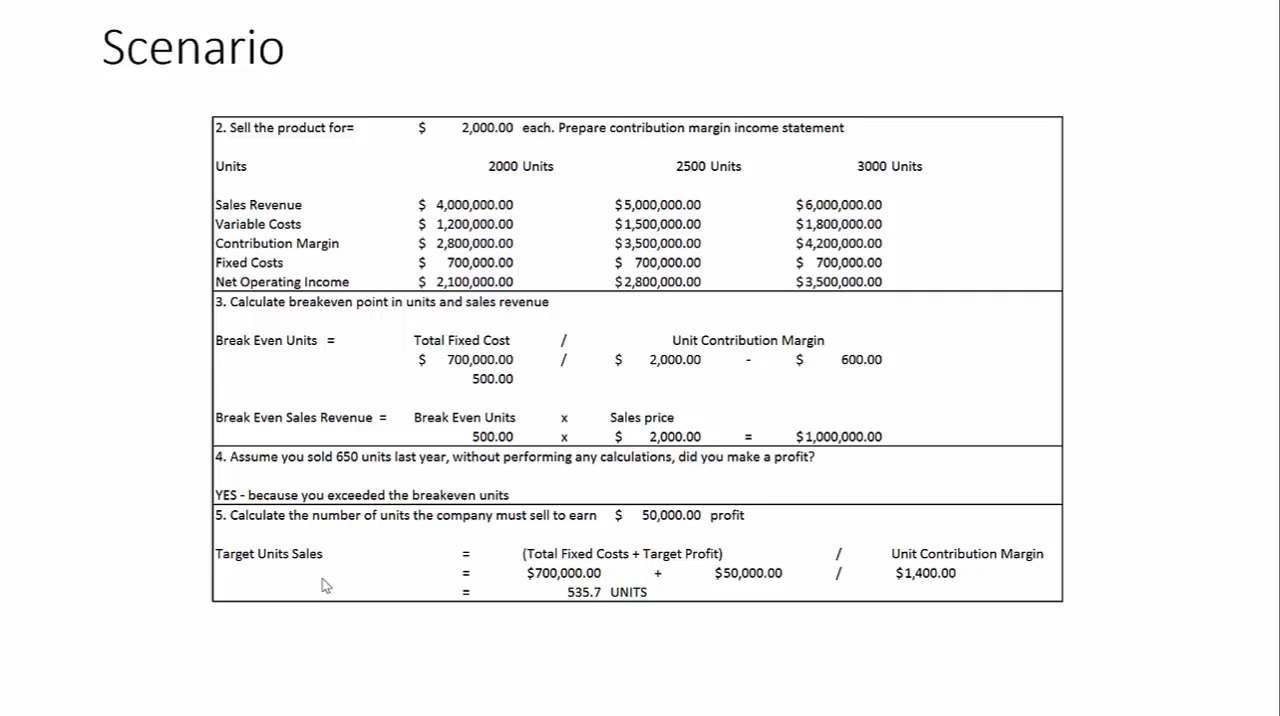 Scenario
2. Sell the product for= $ 2,000.00 each. Prepare contribution margin income statement
Units 2000 Units 2500 Units 3000 Units
Sales Revenue $ 4,000,000.00 $5,000,000.00 $6,000,000.00
Variable Costs $ 1,200,000.00 $1,500,000.00 $1,800,000.00
Contribution Margin $ 2,800,000.00 $3,500,000.00 $4,200,000.00
Fixed Costs $ 700,000.00 $ 700,000.00 $ 700,000.00
Net Operating Income $ 2,100,000.00 $2,800,000.00 $3,500,000.00
3. Calculate breakeven point in units and sales revenue
Break Even Units = Total Fixed Cost / Unit Contribution Margin
$ 700,000.00 / $ 2,000.00 - $ 600.00
500.00
Break Even Sales Revenue = Break Even Units x Sales price
500.00 x $ 2,000.00 = $1,000,000.00
4. Assume you sold 650 units last year, without performing any calculations, did you make a profit?
YES - because you exceeded the breakeven units
5. Calculate the number of units the company must sell to earn $ 50,000.00 profit
Target Units Sales = (Total Fixed Costs + Target Profit) / Unit Contribution Margin
= $700,000.00 + $50,000.00 / $1,400.00
= 535.7 UNITS